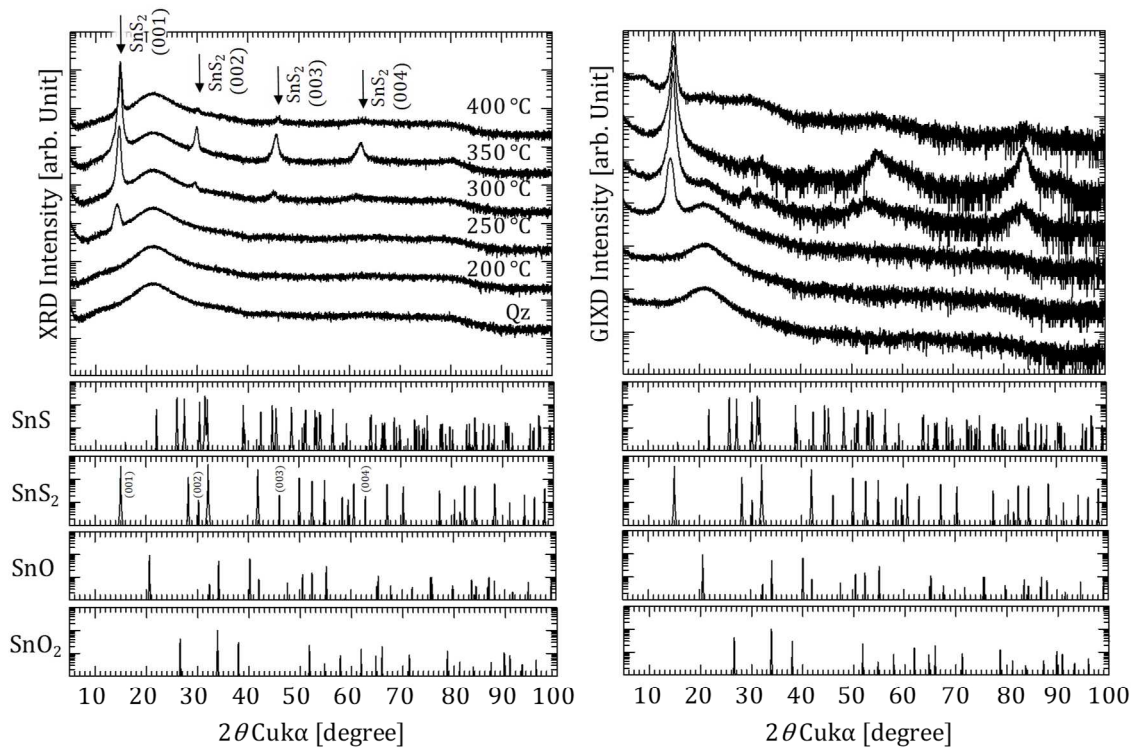 SnS2
(001)
SnS2
(002)
SnS2
(003)
SnS2
(004)
XRD Intensity [arb. Unit]
400 °C
350 °C
300 °C
250 °C
200 °C
Qz
GIXD Intensity [arb. Unit]
SnS
SnS2
(001)
(002)
(003)
(004)
SnO
SnO2
10 20 30 40 50 60 70 80 90 100
2θ Cukα [degree]
10 20 30 40 50 60 70 80 90 100
2θ Cukα [degree]